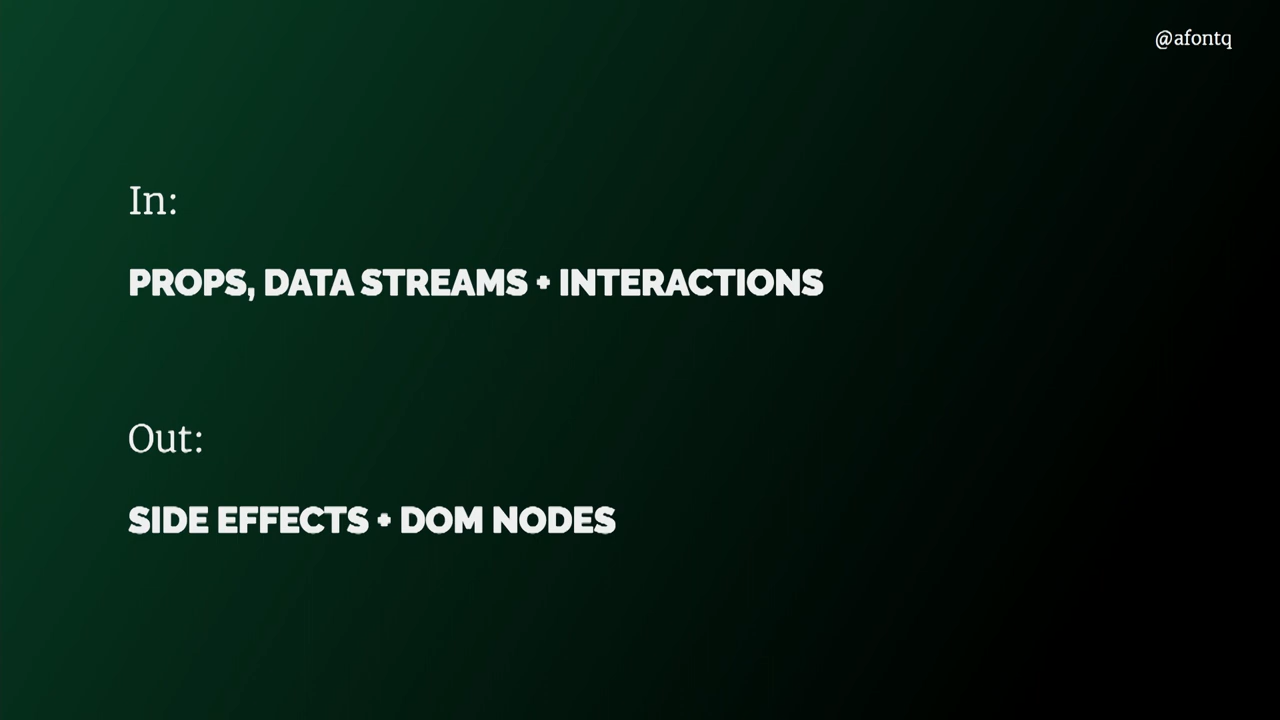 @afontq
In:
PROPS, DATA STREAMS + INTERACTIONS
Out:
SIDE EFFECTS + DOM NODES